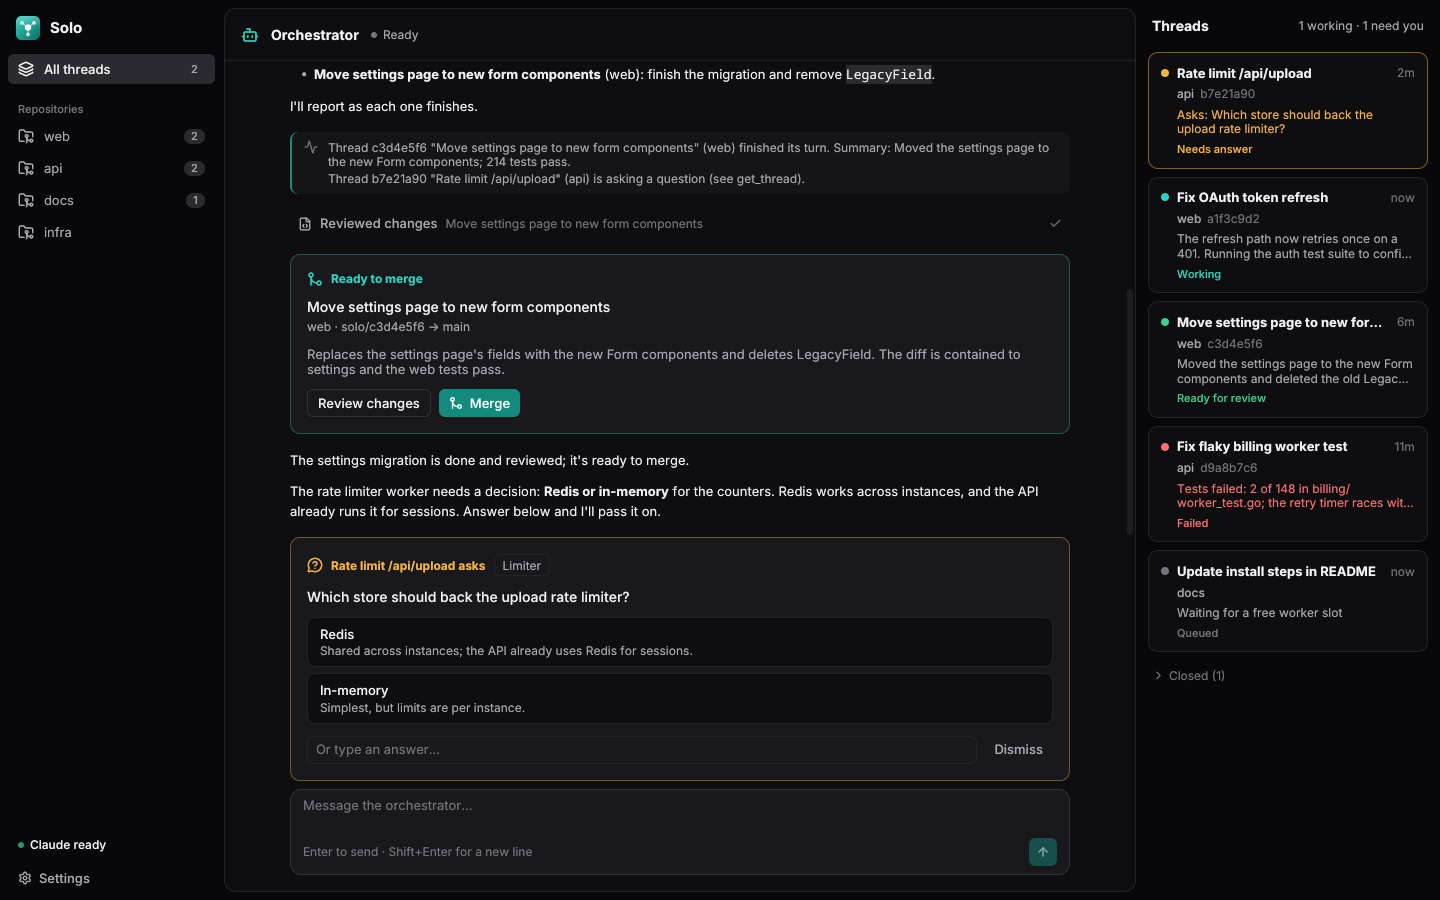 Solo
All threads 2
Repositories
web 2
api 2
docs 1
infra
Claude ready
Settings
Orchestrator Ready
• Move settings page to new form components (web): finish the migration and remove LegacyField.
I'll report as each one finishes.
Thread c3d4e5f6 "Move settings page to new form components" (web) finished its turn. Summary: Moved the settings page to
the new Form components; 214 tests pass.
Thread b7e21a90 "Rate limit /api/upload" (api) is asking a question (see get_thread).
Reviewed changes Move settings page to new form components
Ready to merge
Move settings page to new form components
web · solo/c3d4e5f6 → main
Replaces the settings page's fields with the new Form components and deletes LegacyField. The diff is contained to
settings and the web tests pass.
Review changes Merge
The settings migration is done and reviewed; it's ready to merge.
The rate limiter worker needs a decision: Redis or in-memory for the counters. Redis works across instances, and the API
already runs it for sessions. Answer below and I'll pass it on.
Rate limit /api/upload asks Limiter
Which store should back the upload rate limiter?
Redis
Shared across instances; the API already uses Redis for sessions.
In-memory
Simplest, but limits are per instance.
Or type an answer... Dismiss
Message the orchestrator...
Enter to send · Shift+Enter for a new line
Threads 1 working · 1 need you
Rate limit /api/upload 2m
api b7e21a90
Asks: Which store should back the
upload rate limiter?
Needs answer
Fix OAuth token refresh now
web a1f3c9d2
The refresh path now retries once on a
401. Running the auth test suite to confi...
Working
Move settings page to new for... 6m
web c3d4e5f6
Moved the settings page to the new Form
components and deleted the old Legac...
Ready for review
Fix flaky billing worker test 11m
api d9a8b7c6
Tests failed: 2 of 148 in billing/
worker_test.go; the retry timer races wit...
Failed
Update install steps in README now
docs
Waiting for a free worker slot
Queued
Closed (1)